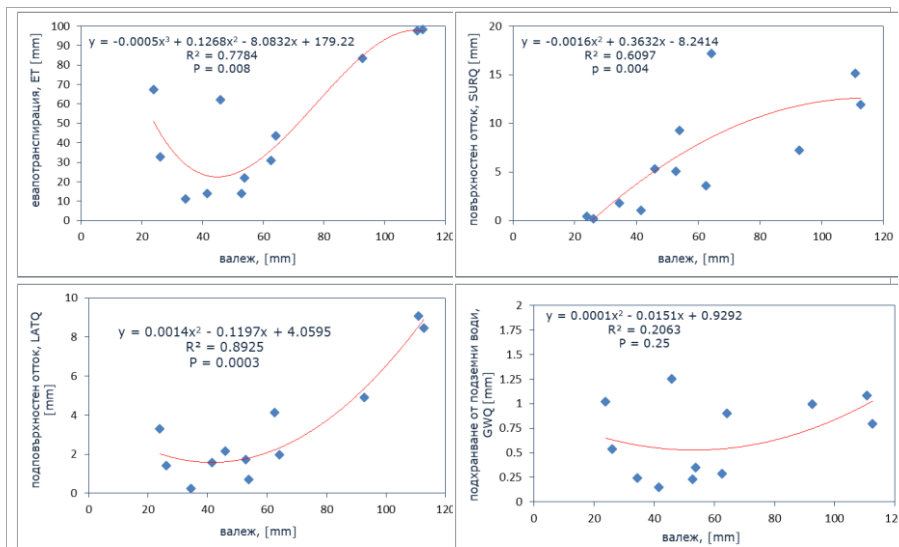 y = -0.0005x³ + 0.1268x² - 8.0832x + 179.22
R² = 0.7784
P = 0.008
евапотранспирация, ET [mm]
100
90
80
70
60
50
40
30
20
10
0
0 20 40 60 80 100 120
валеж, [mm]
y = -0.0016x² + 0.3632x - 8.2414
R² = 0.6097
p = 0.004
повърхностен отток, SURQ [mm]
20
15
10
5
0
0 20 40 60 80 100 120
валеж, [mm]
y = 0.0014x² - 0.1197x + 4.0595
R² = 0.8925
P = 0.0003
подповърхностен отток, LATQ
[mm]
10
8
6
4
2
0
0 20 40 60 80 100 120
валеж, [mm]
y = 0.0001x² - 0.0151x + 0.9292
R² = 0.2063
P = 0.25
подхранване от подземни води,
GWQ [mm]
2
1.75
1.5
1.25
1
0.75
0.5
0.25
0
0 20 40 60 80 100 120
валеж, [mm]